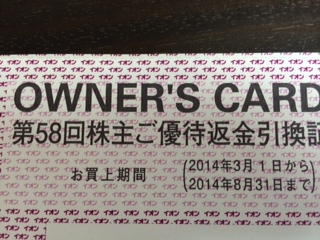 OWNER'S CARD
第58回株主ご優待返金引換証
お買上期間
(2014年3月1日から
2014年8月31日まで)